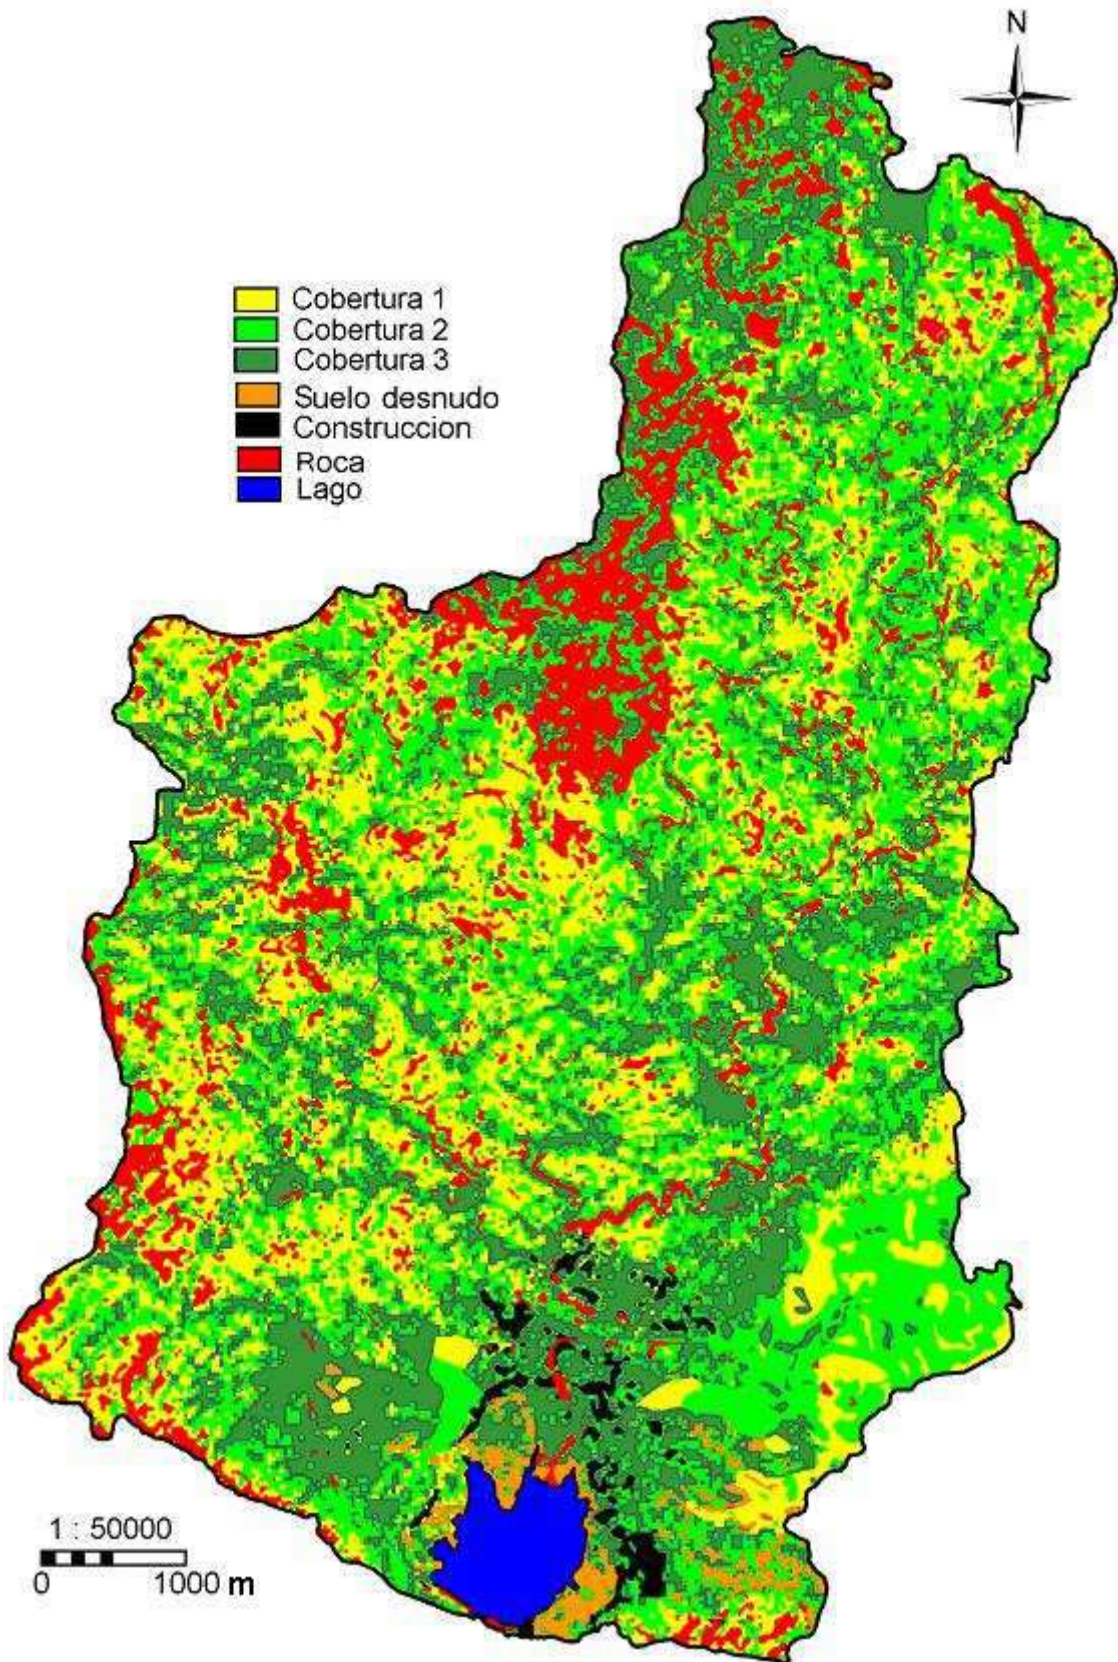 N
Cobertura 1
Cobertura 2
Cobertura 3
Suelo desnudo
Construccion
Roca
Lago
1 : 50000
0 1000 m